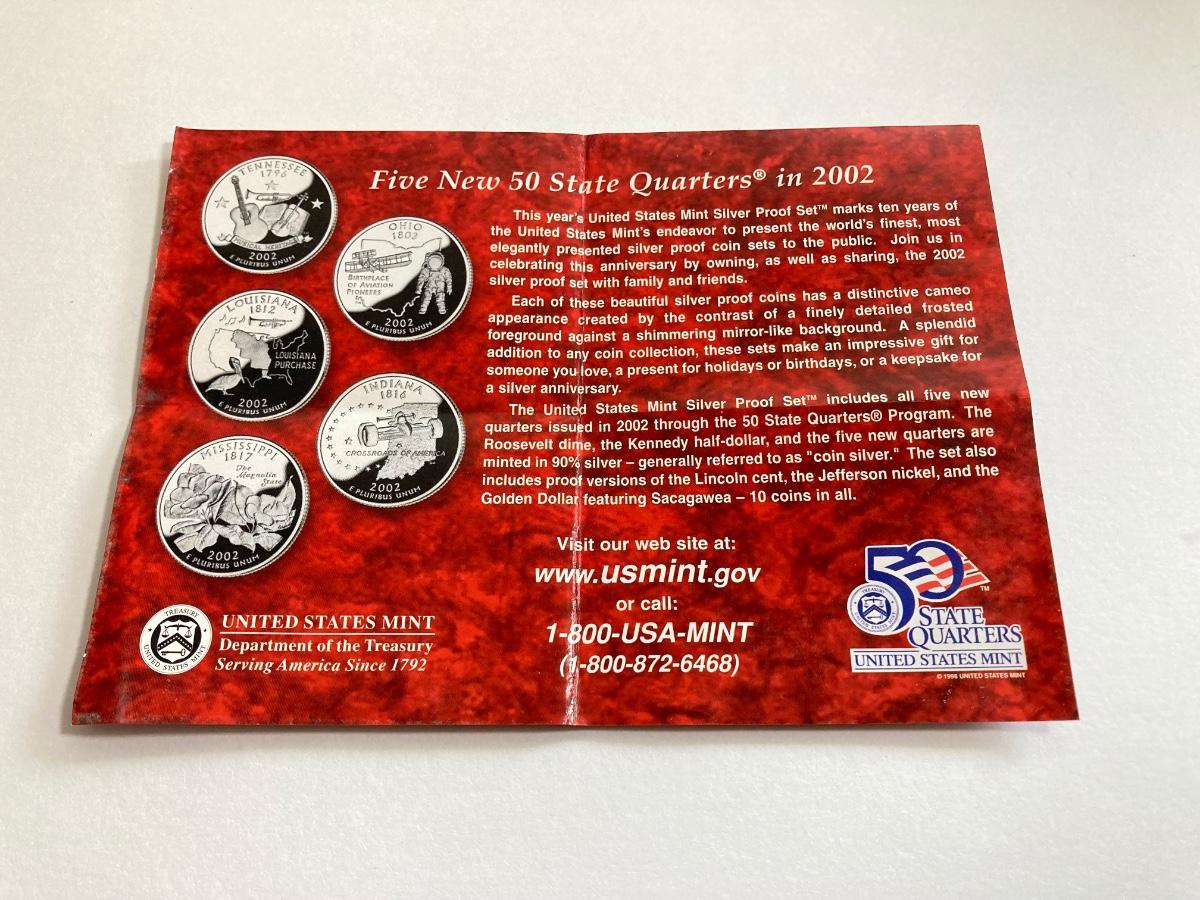 Five New 50 State Quarters® in 2002
This year's United States Mint Silver Proof Set™ marks ten years of
the United States Mint's endeavor to present the world's finest, most
elegantly presented silver proof coin sets to the public. Join us in
celebrating this anniversary by owning, as well as sharing, the 2002
silver proof set with family and friends.
Each of these beautiful silver proof coins has a distinctive cameo
appearance created by the contrast of a finely detailed frosted
foreground against a shimmering mirror-like background. A splendid
addition to any coin collection, these sets make an impressive gift for
someone you love, a present for holidays or birthdays, or a keepsake for
a silver anniversary.
The United States Mint Silver Proof Set™ includes all five new
quarters issued in 2002 through the 50 State Quarters® Program. The
Roosevelt dime, the Kennedy half-dollar, and the five new quarters are
minted in 90% silver – generally referred to as "coin silver." The set also
includes proof versions of the Lincoln cent, the Jefferson nickel, and the
Golden Dollar featuring Sacagawea – 10 coins in all.
Visit our web site at:
www.usmint.gov
or call:
1-800-USA-MINT
(1-800-872-6468)
TENNESSEE
1796
MUSICAL HERITAGE
2002
E PLURIBUS UNUM
OHIO
1803
BIRTHPLACE
OF AVIATION
PIONEERS
2002
E PLURIBUS UNUM
LOUISIANA
1812
LOUISIANA
PURCHASE
2002
E PLURIBUS UNUM
INDIANA
1816
CROSSROADS OF AMERICA
2002
E PLURIBUS UNUM
MISSISSIPPI
1817
The
Magnolia
State
2002
E PLURIBUS UNUM
TREASURY
UNITED STATES MINT
UNITED STATES MINT
Department of the Treasury
Serving America Since 1792
50
TM
TREASURY
UNITED STATES MINT
STATE
QUARTERS
UNITED STATES MINT
© 1998 UNITED STATES MINT